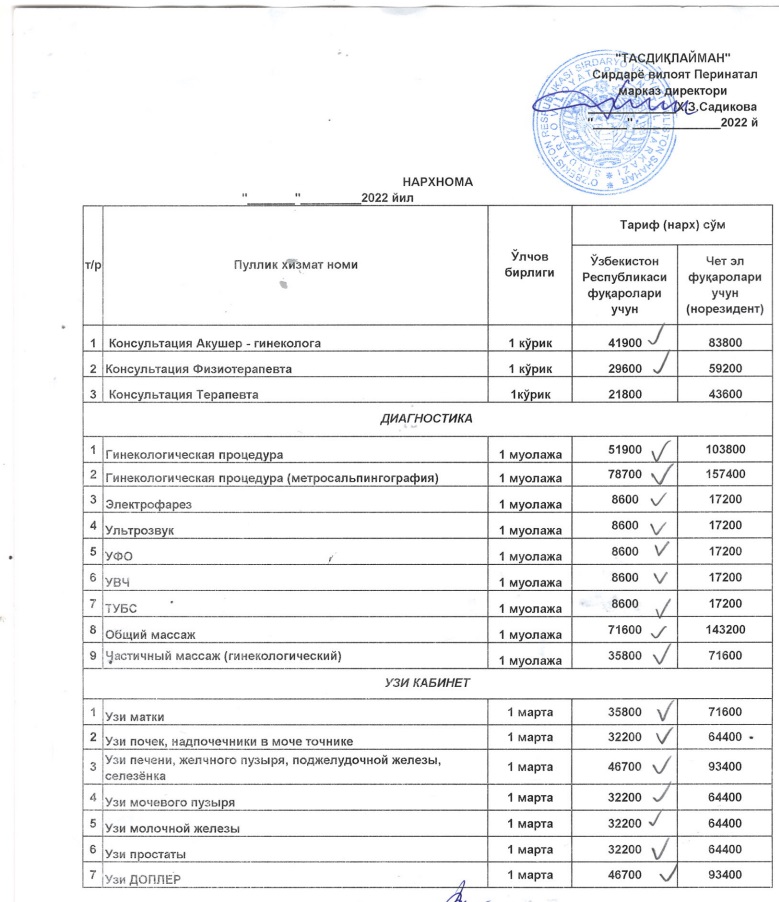 "ТАСДИҚЛАЙМАН"
Сирдарё вилоят Перинатал
марказ директори
Х.З.Садикова
"_____"_____________2022 й
НАРХНОМА
"_______"_________2022 йил
т/р Пуллик хизмат номи Ўлчов бирлиги Тариф (нарх) сўм
Ўзбекистон Республикаси фуқаролари учун Чет эл фуқаролари учун (норезидент)
1 Консультация Акушер - гинеколога 1 кўрик 41900 83800
2 Консультация Физиотерапевта 1 кўрик 29600 59200
3 Консультация Терапевта 1кўрик 21800 43600
ДИАГНОСТИКА
1 Гинекологическая процедура 1 муолажа 51900 103800
2 Гинекологическая процедура (метросальпингография) 1 муолажа 78700 157400
3 Электрофарез 1 муолажа 8600 17200
4 Ультрозвук 1 муолажа 8600 17200
5 УФО 1 муолажа 8600 17200
6 УВЧ 1 муолажа 8600 17200
7 ТУБС 1 муолажа 8600 17200
8 Общий массаж 1 муолажа 71600 143200
9 Частичный массаж (гинекологический) 1 муолажа 35800 71600
УЗИ КАБИНЕТ
1 Узи матки 1 марта 35800 71600
2 Узи почек, надпочечники в моче точнике 1 марта 32200 64400
3 Узи печени, желчного пузыря, поджелудочной железы, селезёнка 1 марта 46700 93400
4 Узи мочевого пузыря 1 марта 32200 64400
5 Узи молочной железы 1 марта 32200 64400
6 Узи простаты 1 марта 32200 64400
7 Узи ДОПЛЕР 1 марта 46700 93400